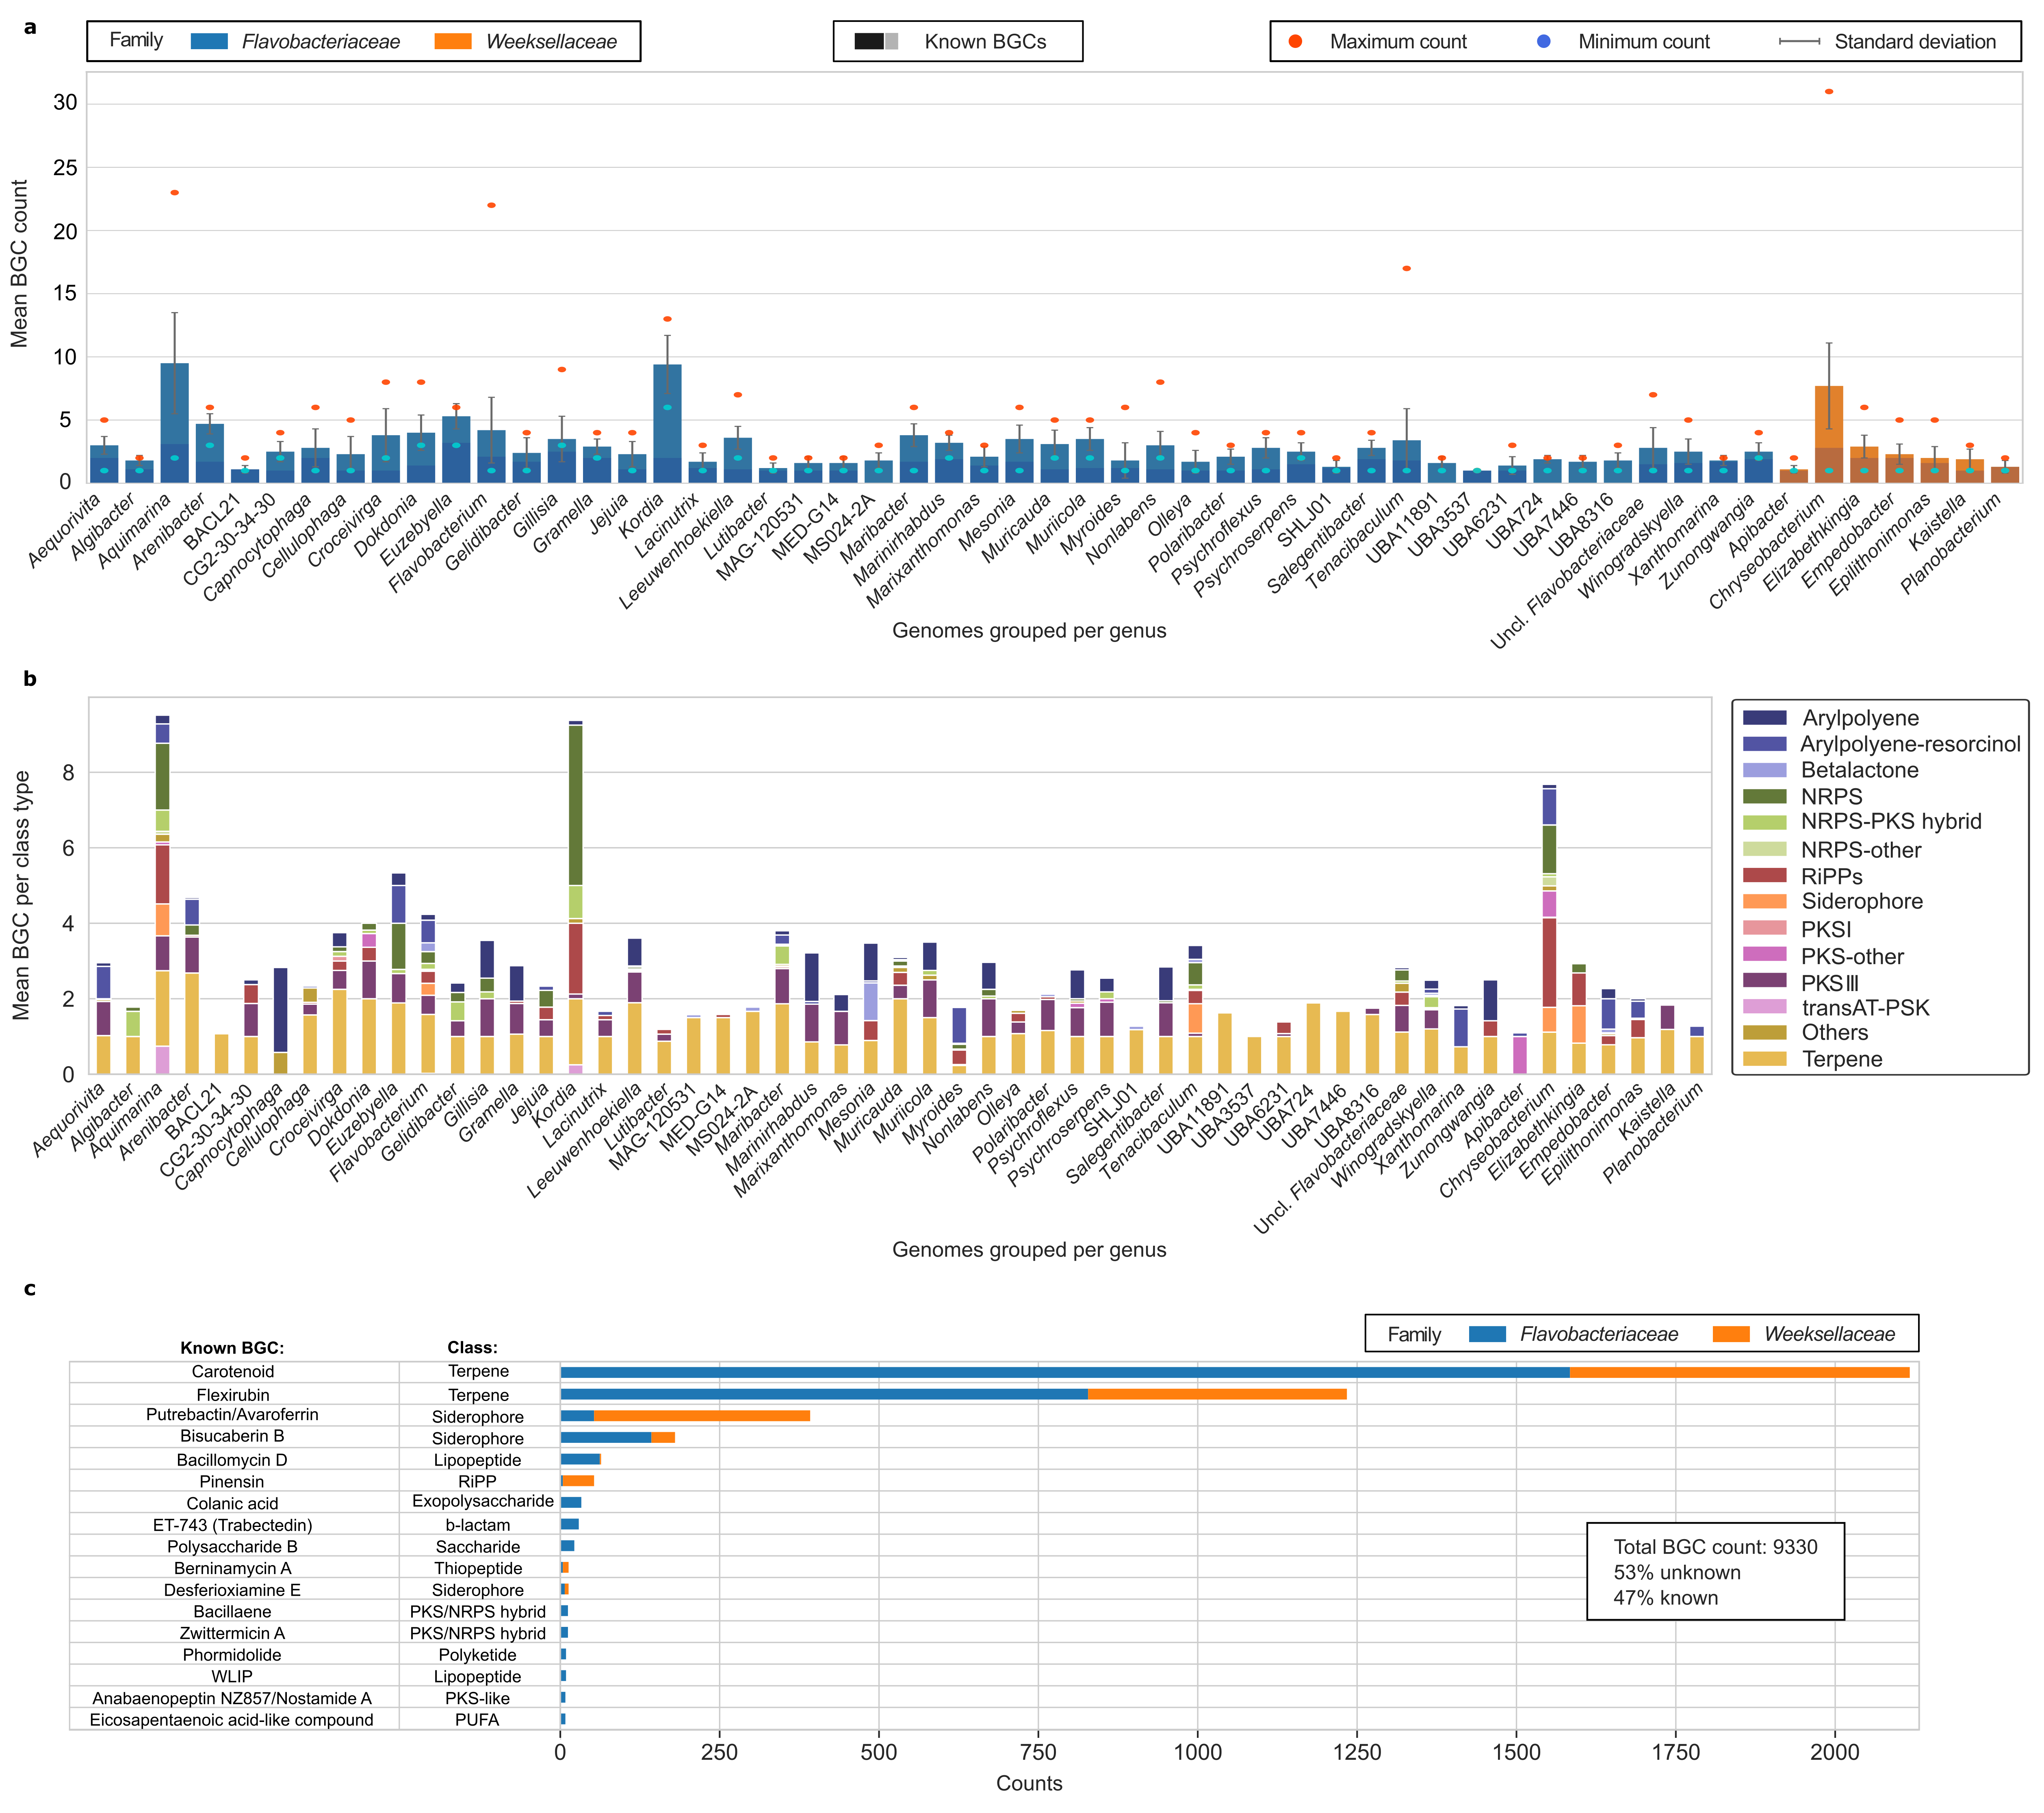 a
Family Flavobacteriaceae Weeksellaceae
Known BGCs
Maximum count Minimum count Standard deviation
Mean BGC count
30
25
20
15
10
5
0
Aequorivita
Algibacter
Aquimarina
Arenibacter
BACL21
CG2-30-34-30
Capnocytophaga
Cellulophaga
Croceivirga
Dokdonia
Euzebyella
Flavobacterium
Gelidibacter
Gillisia
Gramella
Jejuia
Kordia
Lacinutrix
Leeuwenhoekiella
Lutibacter
MAG-120531
MED-G14
MS024-2A
Maribacter
Marinirhabdus
Marixanthomonas
Mesonia
Muricauda
Muricola
Myroides
Nonlabens
Olleya
Polaribacter
Psychroflexus
Psychroserpens
SHLJ01
Salegentibacter
Tenacibaculum
UBA11891
UBA3537
UBA6231
UBA724
UBA7446
UBA8316
Uncl. Flavobacteriaceae
Winogradskyella
Xanthomarina
Zunongwangia
Apibacter
Chryseobacterium
Elizabethkingia
Empedobacter
Epilithonimonas
Kaistella
Planobacterium
Genomes grouped per genus
b
Mean BGC per class type
8
6
4
2
0
Arylpolyene
Arylpolyene-resorcinol
Betalactone
NRPS
NRPS-PKS hybrid
NRPS-other
RiPPs
Siderophore
PKSI
PKS-other
PKSIII
transAT-PSK
Others
Terpene
Aequorivita
Algibacter
Aquimarina
Arenibacter
BACL21
CG2-30-34-30
Capnocytophaga
Cellulophaga
Croceivirga
Dokdonia
Euzebyella
Flavobacterium
Gelidibacter
Gillisia
Gramella
Jejuia
Kordia
Lacinutrix
Leeuwenhoekiella
Lutibacter
MAG-120531
MED-G14
MS024-2A
Maribacter
Marinirhabdus
Marixanthomonas
Mesonia
Muricauda
Muricola
Myroides
Nonlabens
Olleya
Polaribacter
Psychroflexus
Psychroserpens
SHLJ01
Salegentibacter
Tenacibaculum
UBA11891
UBA3537
UBA6231
UBA724
UBA7446
UBA8316
Uncl. Flavobacteriaceae
Winogradskyella
Xanthomarina
Zunongwangia
Apibacter
Chryseobacterium
Elizabethkingia
Empedobacter
Epilithonimonas
Kaistella
Planobacterium
Genomes grouped per genus
c
Family Flavobacteriaceae Weeksellaceae
Known BGC: Class:
Carotenoid Terpene
Flexirubin Terpene
Putrebactin/Avaroferrin Siderophore
Bisucaberin B Siderophore
Bacillomycin D Lipopeptide
Pinensin RiPP
Colanic acid Exopolysaccharide
ET-743 (Trabectedin) b-lactam
Polysaccharide B Saccharide
Berninamycin A Thiopeptide
Desferioxiamine E Siderophore
Bacillaene PKS/NRPS hybrid
Zwittermicin A PKS/NRPS hybrid
Phormidolide Polyketide
WLIP Lipopeptide
Anabaenopeptin NZ857/Nostamide A PKS-like
Eicosapentaenoic acid-like compound PUFA
Total BGC count: 9330
53% unknown
47% known
0 250 500 750 1000 1250 1500 1750 2000
Counts